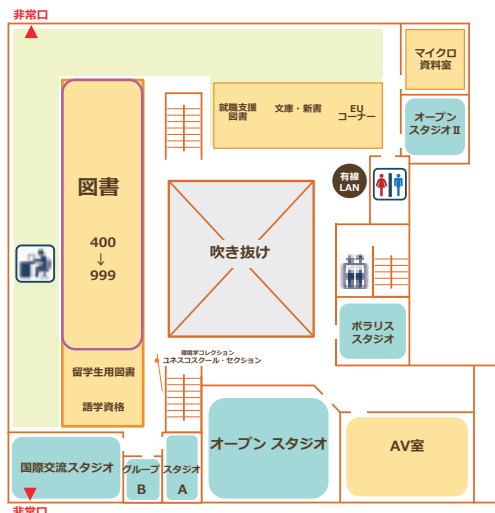 非常口
マイクロ
資料室
就職支援
図書
文庫・新書
EU
コーナー
オープン
スタジオⅡ
図書
400
↓
999
有線
LAN
吹き抜け
ポラリス
スタジオ
環境学コレクション
ユネスコスクール・セクション
留学生用図書
語学資格
国際交流スタジオ
グループ スタジオ
B A
オープン スタジオ
AV室
非常口